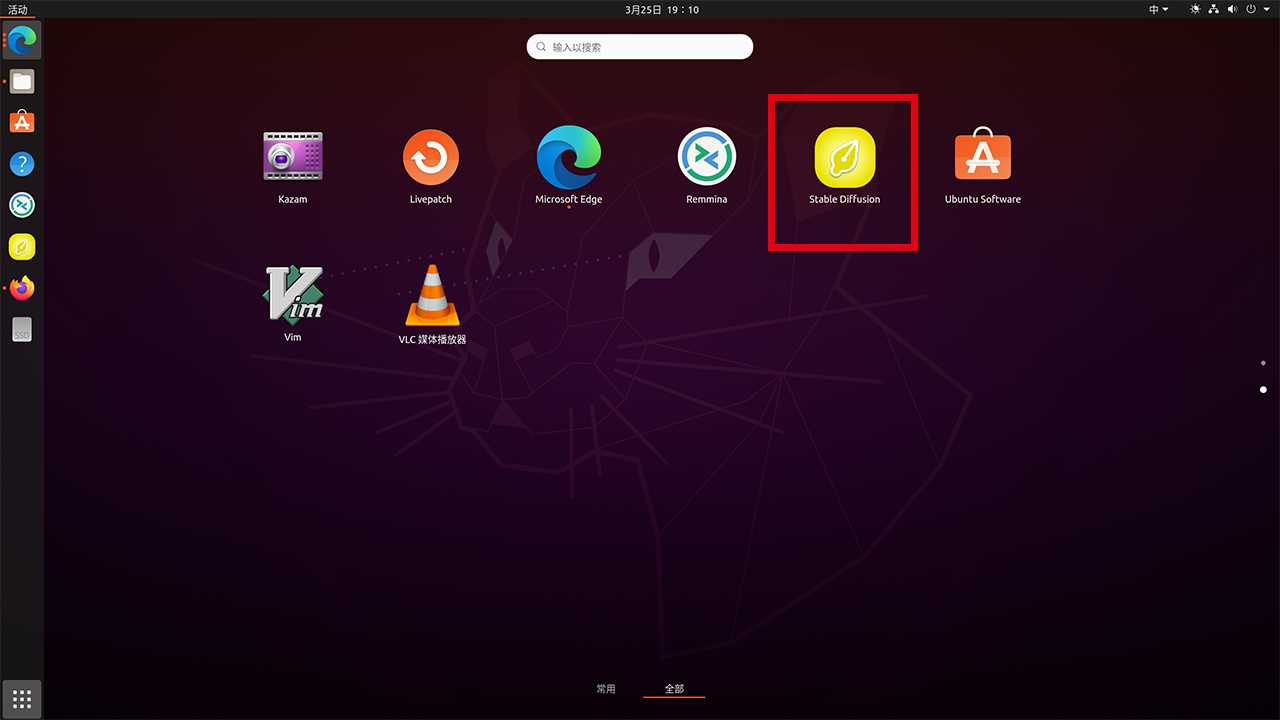 活动
3月25日 19：10
中
输入以搜索
Kazam
Livepatch
Microsoft Edge
Remmina
Stable Diffusion
Ubuntu Software
Vim
VLC 媒体播放器
SSD
常用
全部